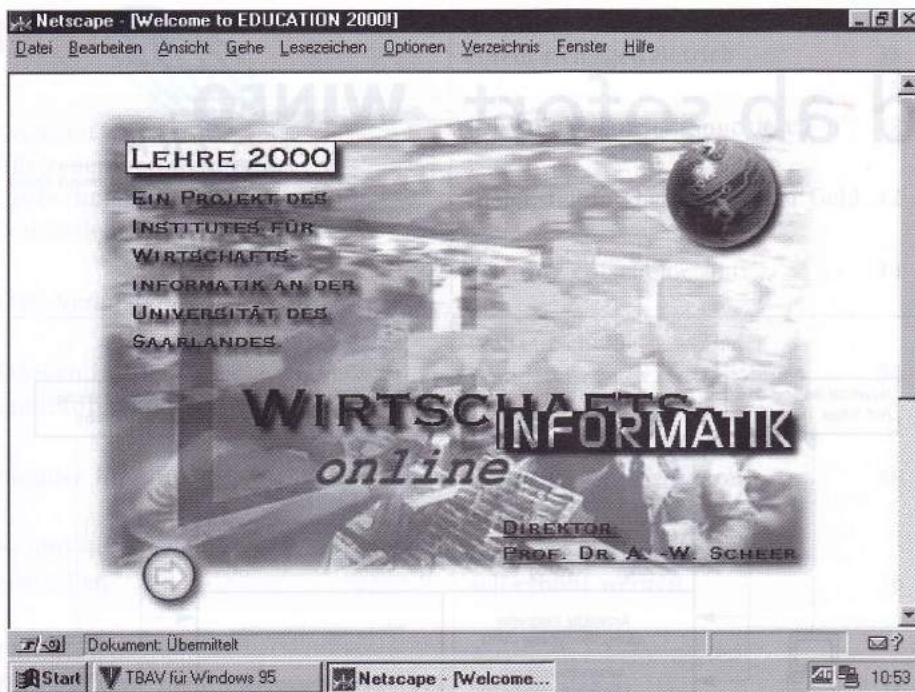 Netscape - [Welcome to EDUCATION 2000!]
Datei Bearbeiten Ansicht Gehe Lesezeichen Optionen Verzeichnis Fenster Hilfe
LEHRE 2000
EIN PROJEKT DES
INSTITUTES FÜR
WIRTSCHAFTS-
INFORMATIK AN DER
UNIVERSITÄT DES
SAARLANDES.
WIRTSCHAFTS
INFORMATIK
online
DIREKTOR:
PROF. DR. A. -W. SCHEER
Dokument: Übermittelt
Start TBAV für Windows 95 Netscape - [Welcome... 10:53